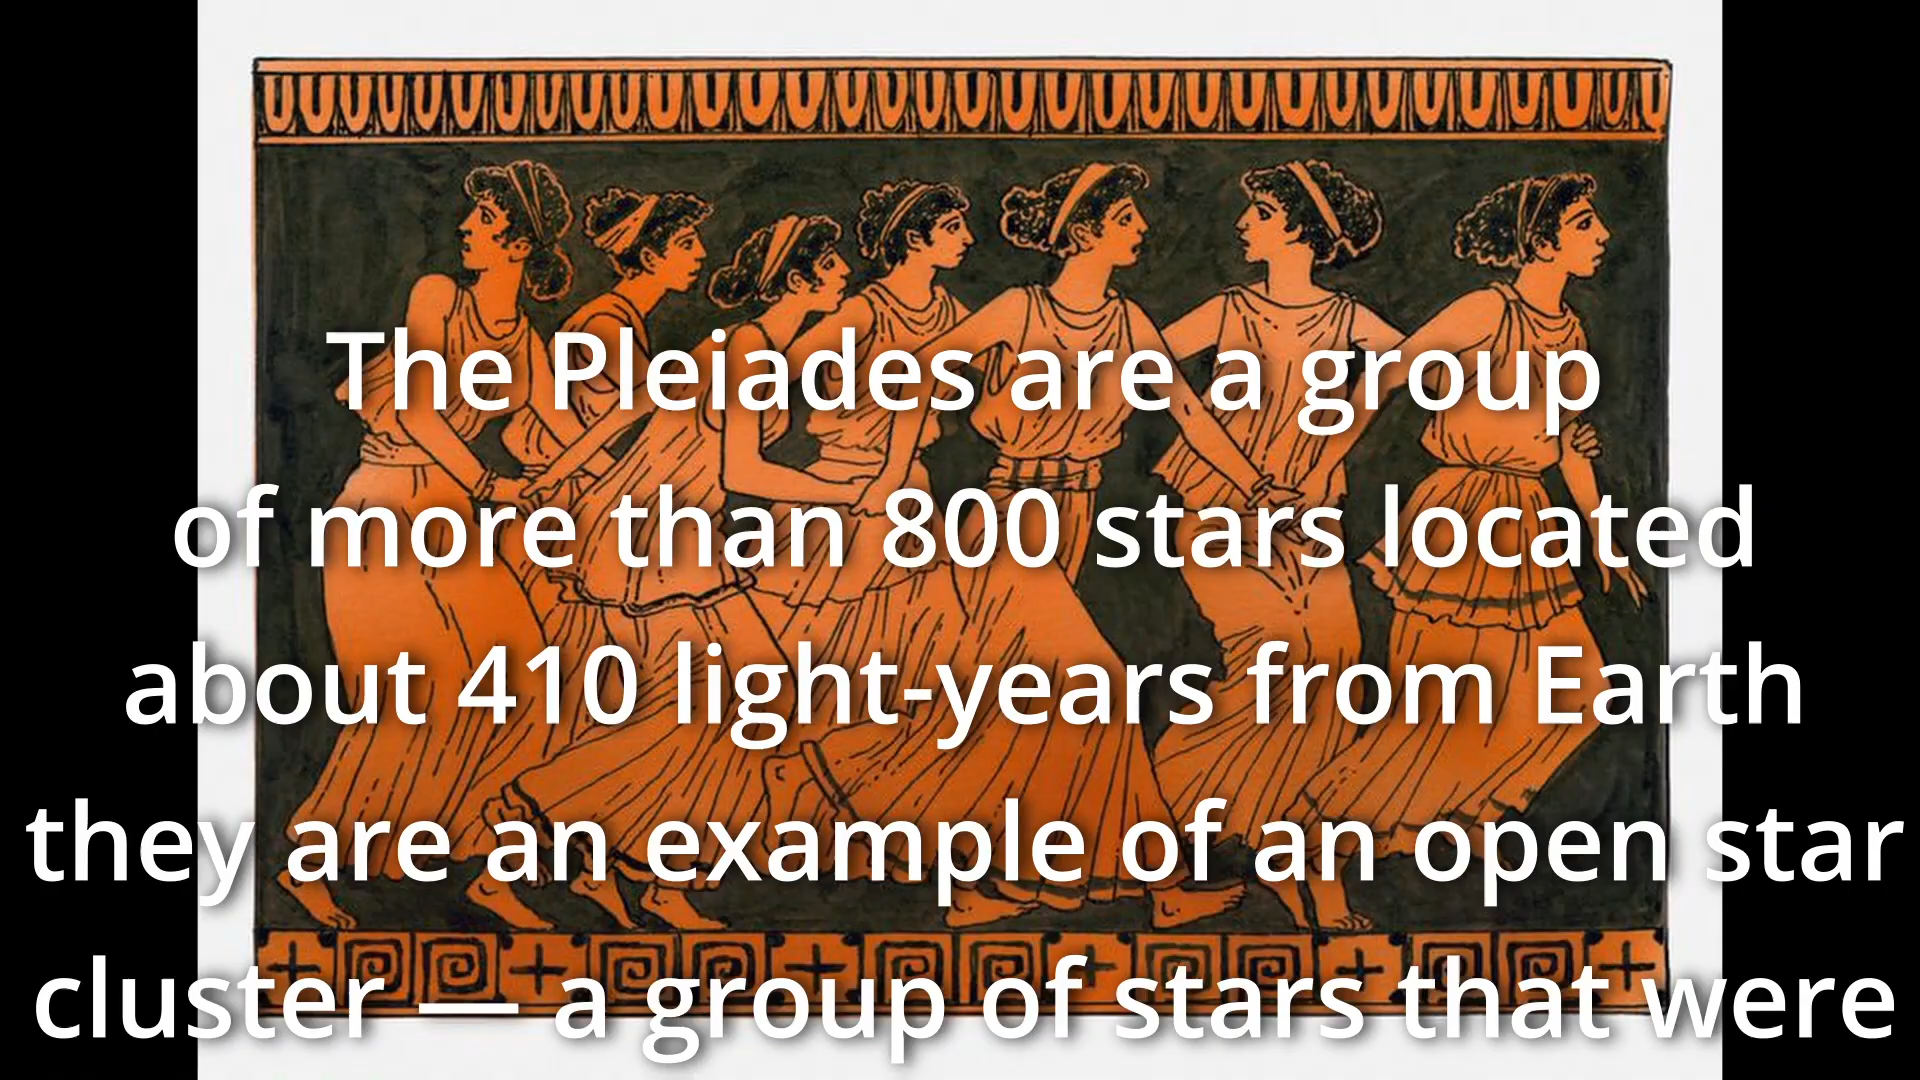 The Pleiades are a group
of more than 800 stars located
about 410 light-years from Earth
they are an example of an open star
cluster — a group of stars that were